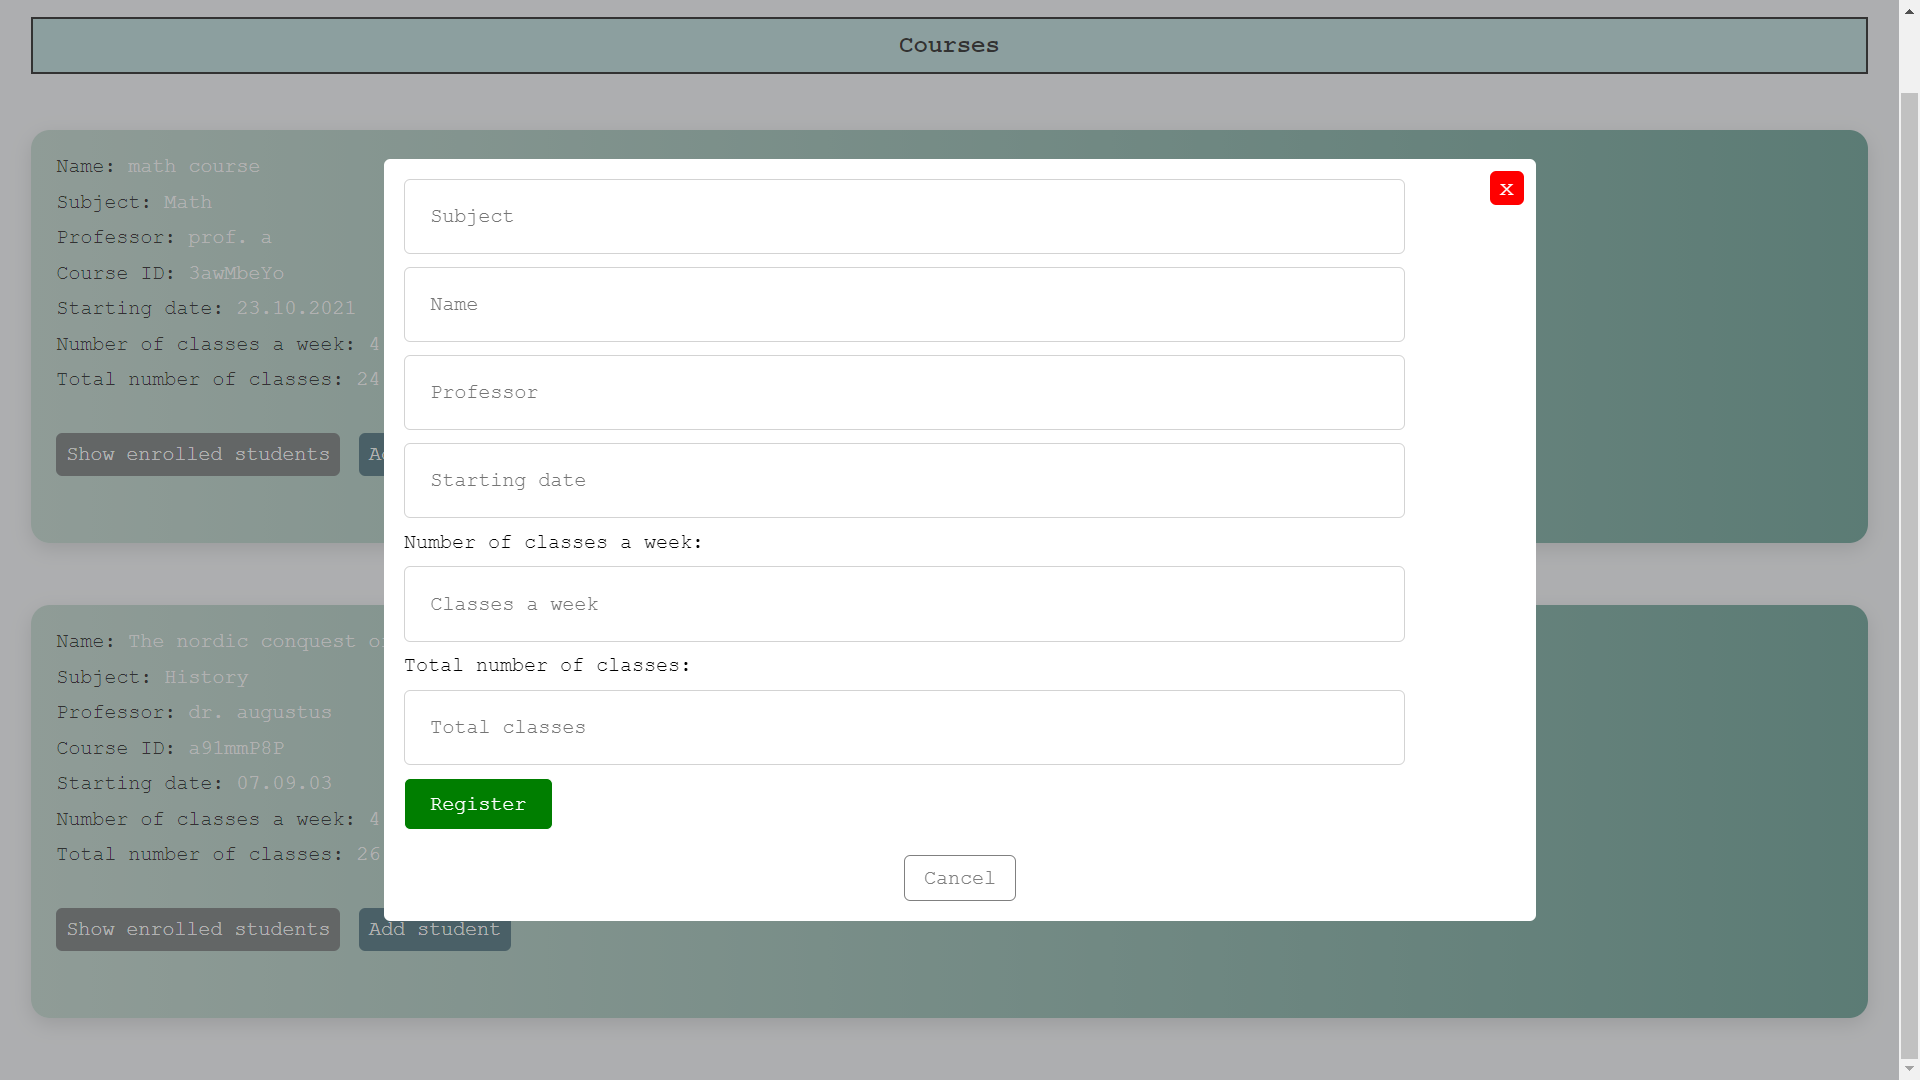 Courses
Name: math course
Subject: Math
Professor: prof. a
Course ID: 3awMbeYo
Starting date: 23.10.2021
Number of classes a week: 4
Total number of classes: 24
Show enrolled students
x
Subject
Name
Professor
Starting date
Number of classes a week:
Classes a week
Total number of classes:
Total classes
Register
Cancel
Name: The nordic conquest
Subject: History
Professor: dr. augustus
Course ID: a91mmP8P
Starting date: 07.09.03
Number of classes a week: 4
Total number of classes: 26
Show enrolled students Add student